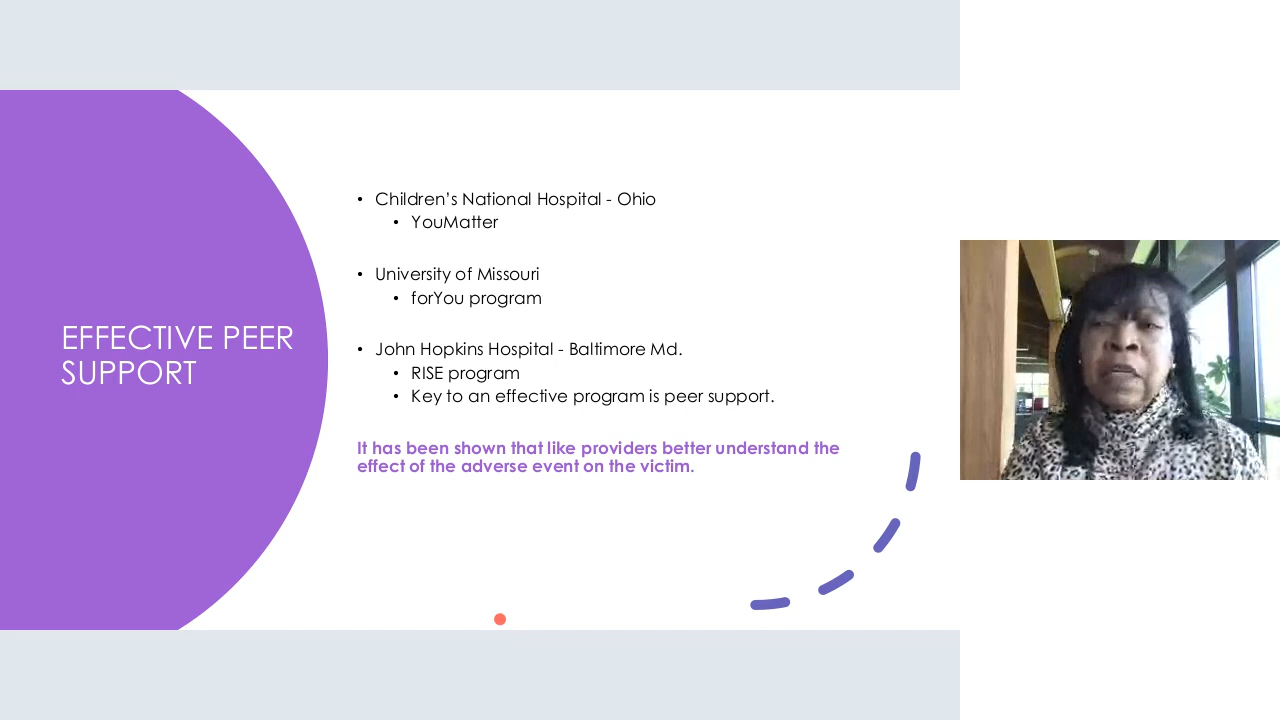 EFFECTIVE PEER
SUPPORT
• Children's National Hospital - Ohio
• YouMatter
• University of Missouri
• forYou program
• John Hopkins Hospital - Baltimore Md.
• RISE program
• Key to an effective program is peer support.
It has been shown that like providers better understand the
effect of the adverse event on the victim.